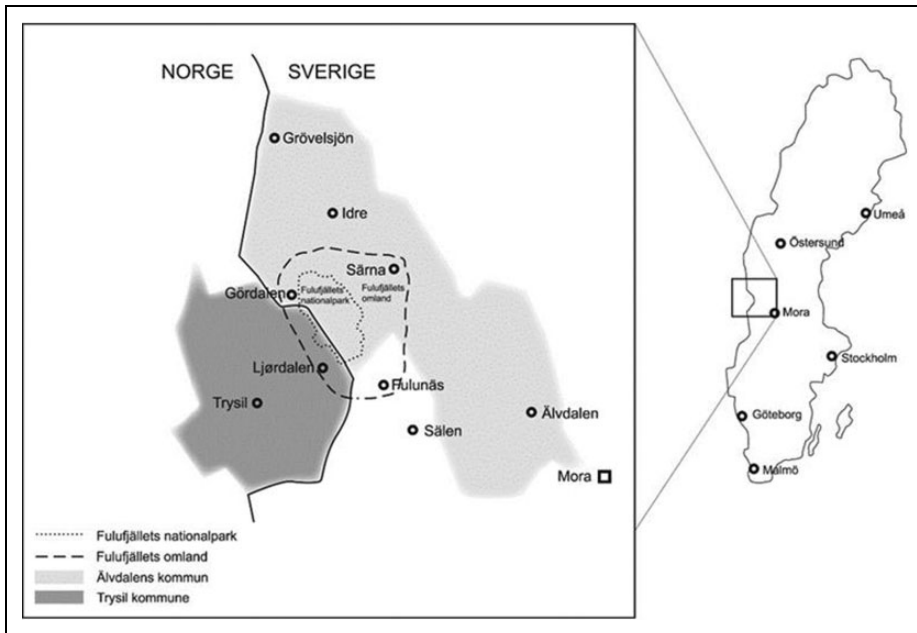 NORGE SVERIGE
Grövelsjön
Idre
Särna
Fulufjällets
nationalpark
Fulufjällets
omland
Gördalen
Ljørdalen
Fulunäs
Trysil
Älvdalen
Sälen
Mora
Fulufjällets nationalpark
Fulufjällets omland
Älvdalens kommun
Trysil kommune
Umeå
Östersund
Mora
Stockholm
Göteborg
Malmö